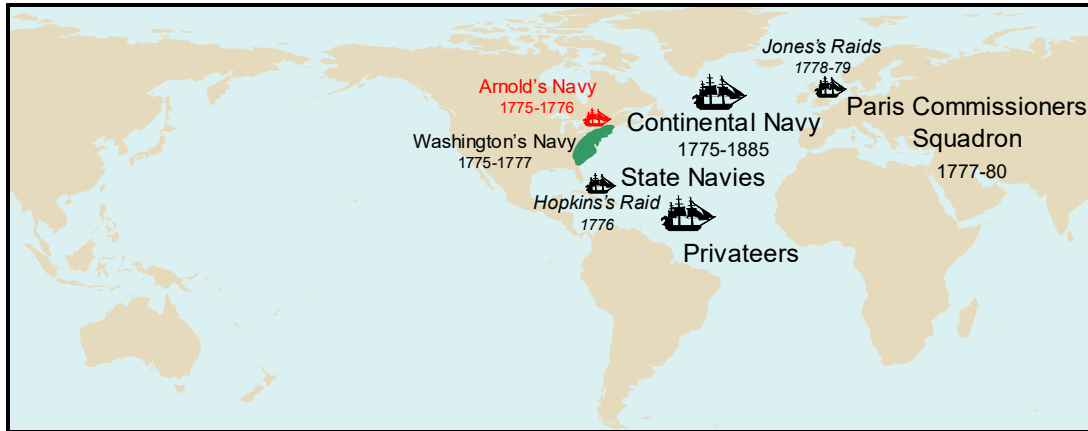 Jones's Raids
1778-79
Arnold's Navy
1775-1776
Paris Commissioners
Squadron
1777-80
Continental Navy
1775-1885
Washington's Navy
1775-1777
State Navies
Hopkins's Raid
1776
Privateers